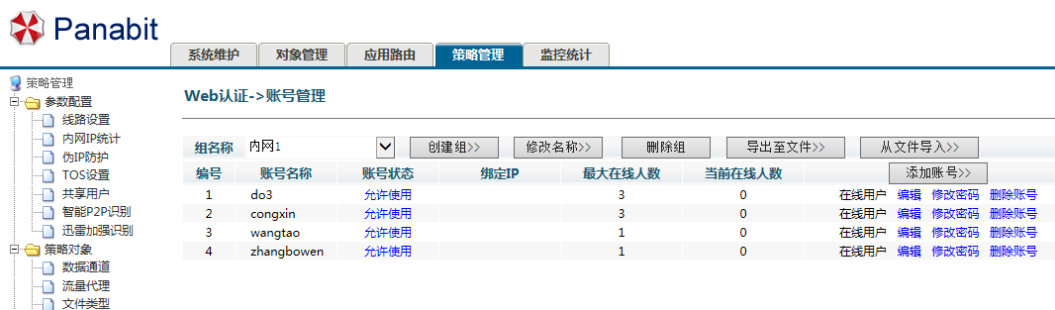 Panabit
系统维护 对象管理 应用路由 策略管理 监控统计
策略管理
参数配置
线路设置
内网IP统计
伪IP防护
TOS设置
共享用户
智能P2P识别
迅雷加强识别
策略对象
数据通道
流量代理
文件类型
Web认证->账号管理
组名称 内网1 创建组>> 修改名称>> 删除组 导出至文件>> 从文件导入>>
编号 账号名称 账号状态 绑定IP 最大在线人数 当前在线人数 添加账号>>
1 do3 允许使用 3 0 在线用户 编辑 修改密码 删除账号
2 congxin 允许使用 3 0 在线用户 编辑 修改密码 删除账号
3 wangtao 允许使用 1 0 在线用户 编辑 修改密码 删除账号
4 zhangbowen 允许使用 1 0 在线用户 编辑 修改密码 删除账号